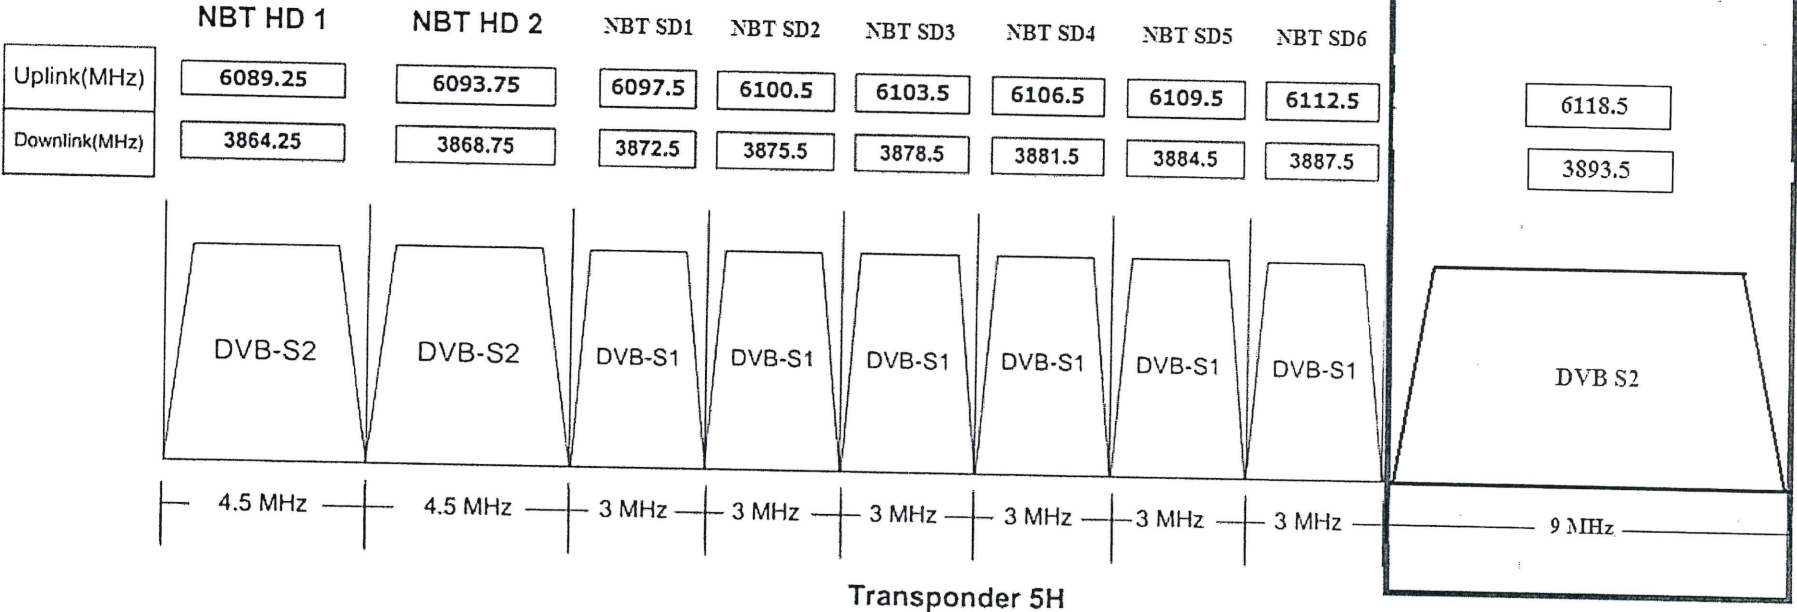 NBT HD 1 NBT HD 2 NBT SD1 NBT SD2 NBT SD3 NBT SD4 NBT SD5 NBT SD6
Uplink(MHz) 6089.25 6093.75 6097.5 6100.5 6103.5 6106.5 6109.5 6112.5 6118.5
Downlink(MHz) 3864.25 3868.75 3872.5 3875.5 3878.5 3881.5 3884.5 3887.5 3893.5
DVB-S2 DVB-S2 DVB-S1 DVB-S1 DVB-S1 DVB-S1 DVB-S1 DVB-S1 DVB S2
4.5 MHz 4.5 MHz 3 MHz 3 MHz 3 MHz 3 MHz 3 MHz 3 MHz 9 MHz
Transponder 5H